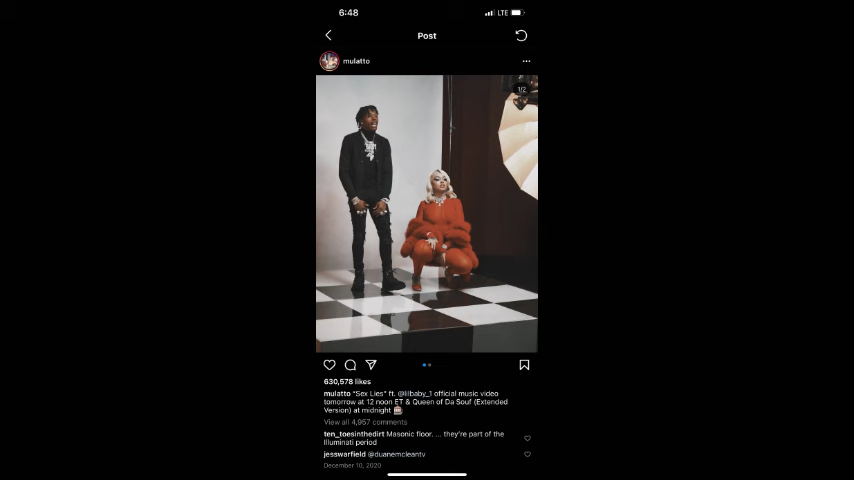 6:48
LTE
Post
mulatto
1/2
630,578 likes
mulatto "Sex Lies" ft. @lilbaby_1 official music video
tomorrow at 12 noon ET & Queen of Da Souf (Extended
Version) at midnight
View all 4,957 comments
ten_toesinthedirt Masonic floor. ... they're part of the
Illuminati period
jesswarfield @duanemcleantv
December 10, 2020